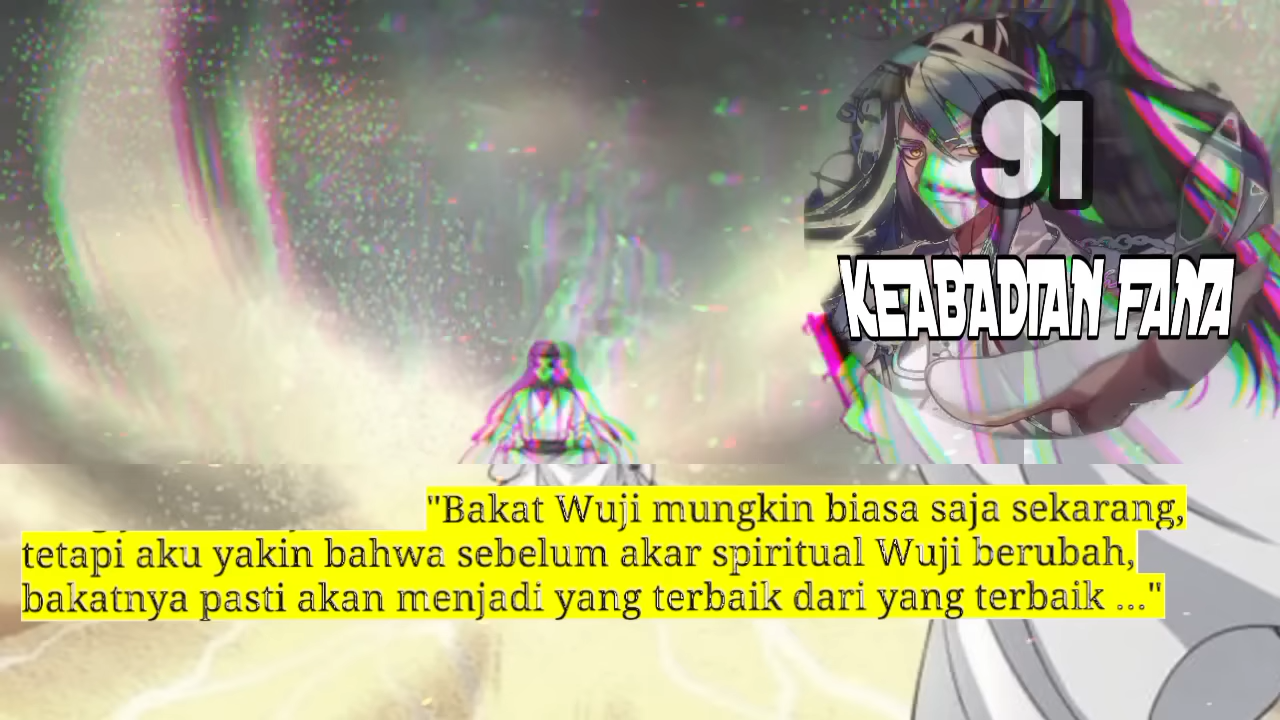 91
KEABADIAN FANA
"Bakat Wuji mungkin biasa saja sekarang,
tetapi aku yakin bahwa sebelum akar spiritual Wuji berubah,
bakatnya pasti akan menjadi yang terbaik dari yang terbaik ..."